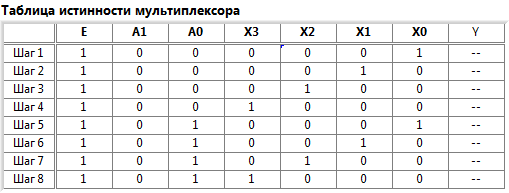 Таблица истинности мультиплексора
E A1 A0 X3 X2 X1 X0 Y
Шаг 1 1 0 0 0 0 0 1 --
Шаг 2 1 0 0 0 0 1 0 --
Шаг 3 1 0 0 0 1 0 0 --
Шаг 4 1 0 0 1 0 0 0 --
Шаг 5 1 0 1 0 0 0 1 --
Шаг 6 1 0 1 0 0 1 0 --
Шаг 7 1 0 1 0 1 0 0 --
Шаг 8 1 0 1 1 0 0 0 --